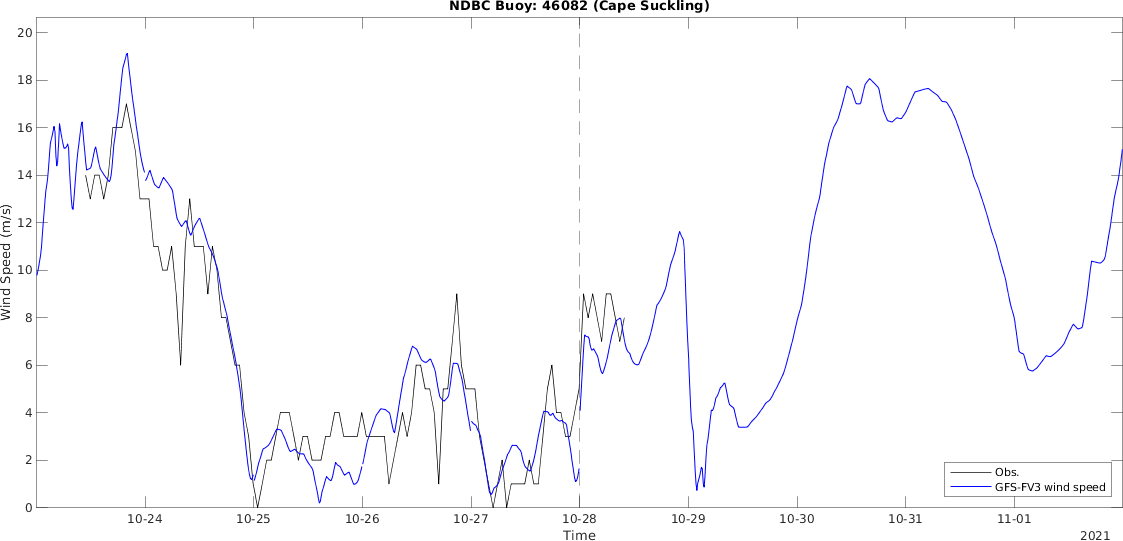 NDBC Buoy: 46082 (Cape Suckling)
Wind Speed (m/s)
20
18
16
14
12
10
8
6
4
2
0
10-24 10-25 10-26 10-27 10-28 10-29 10-30 10-31 11-01
Time
2021
Obs.
GFS-FV3 wind speed